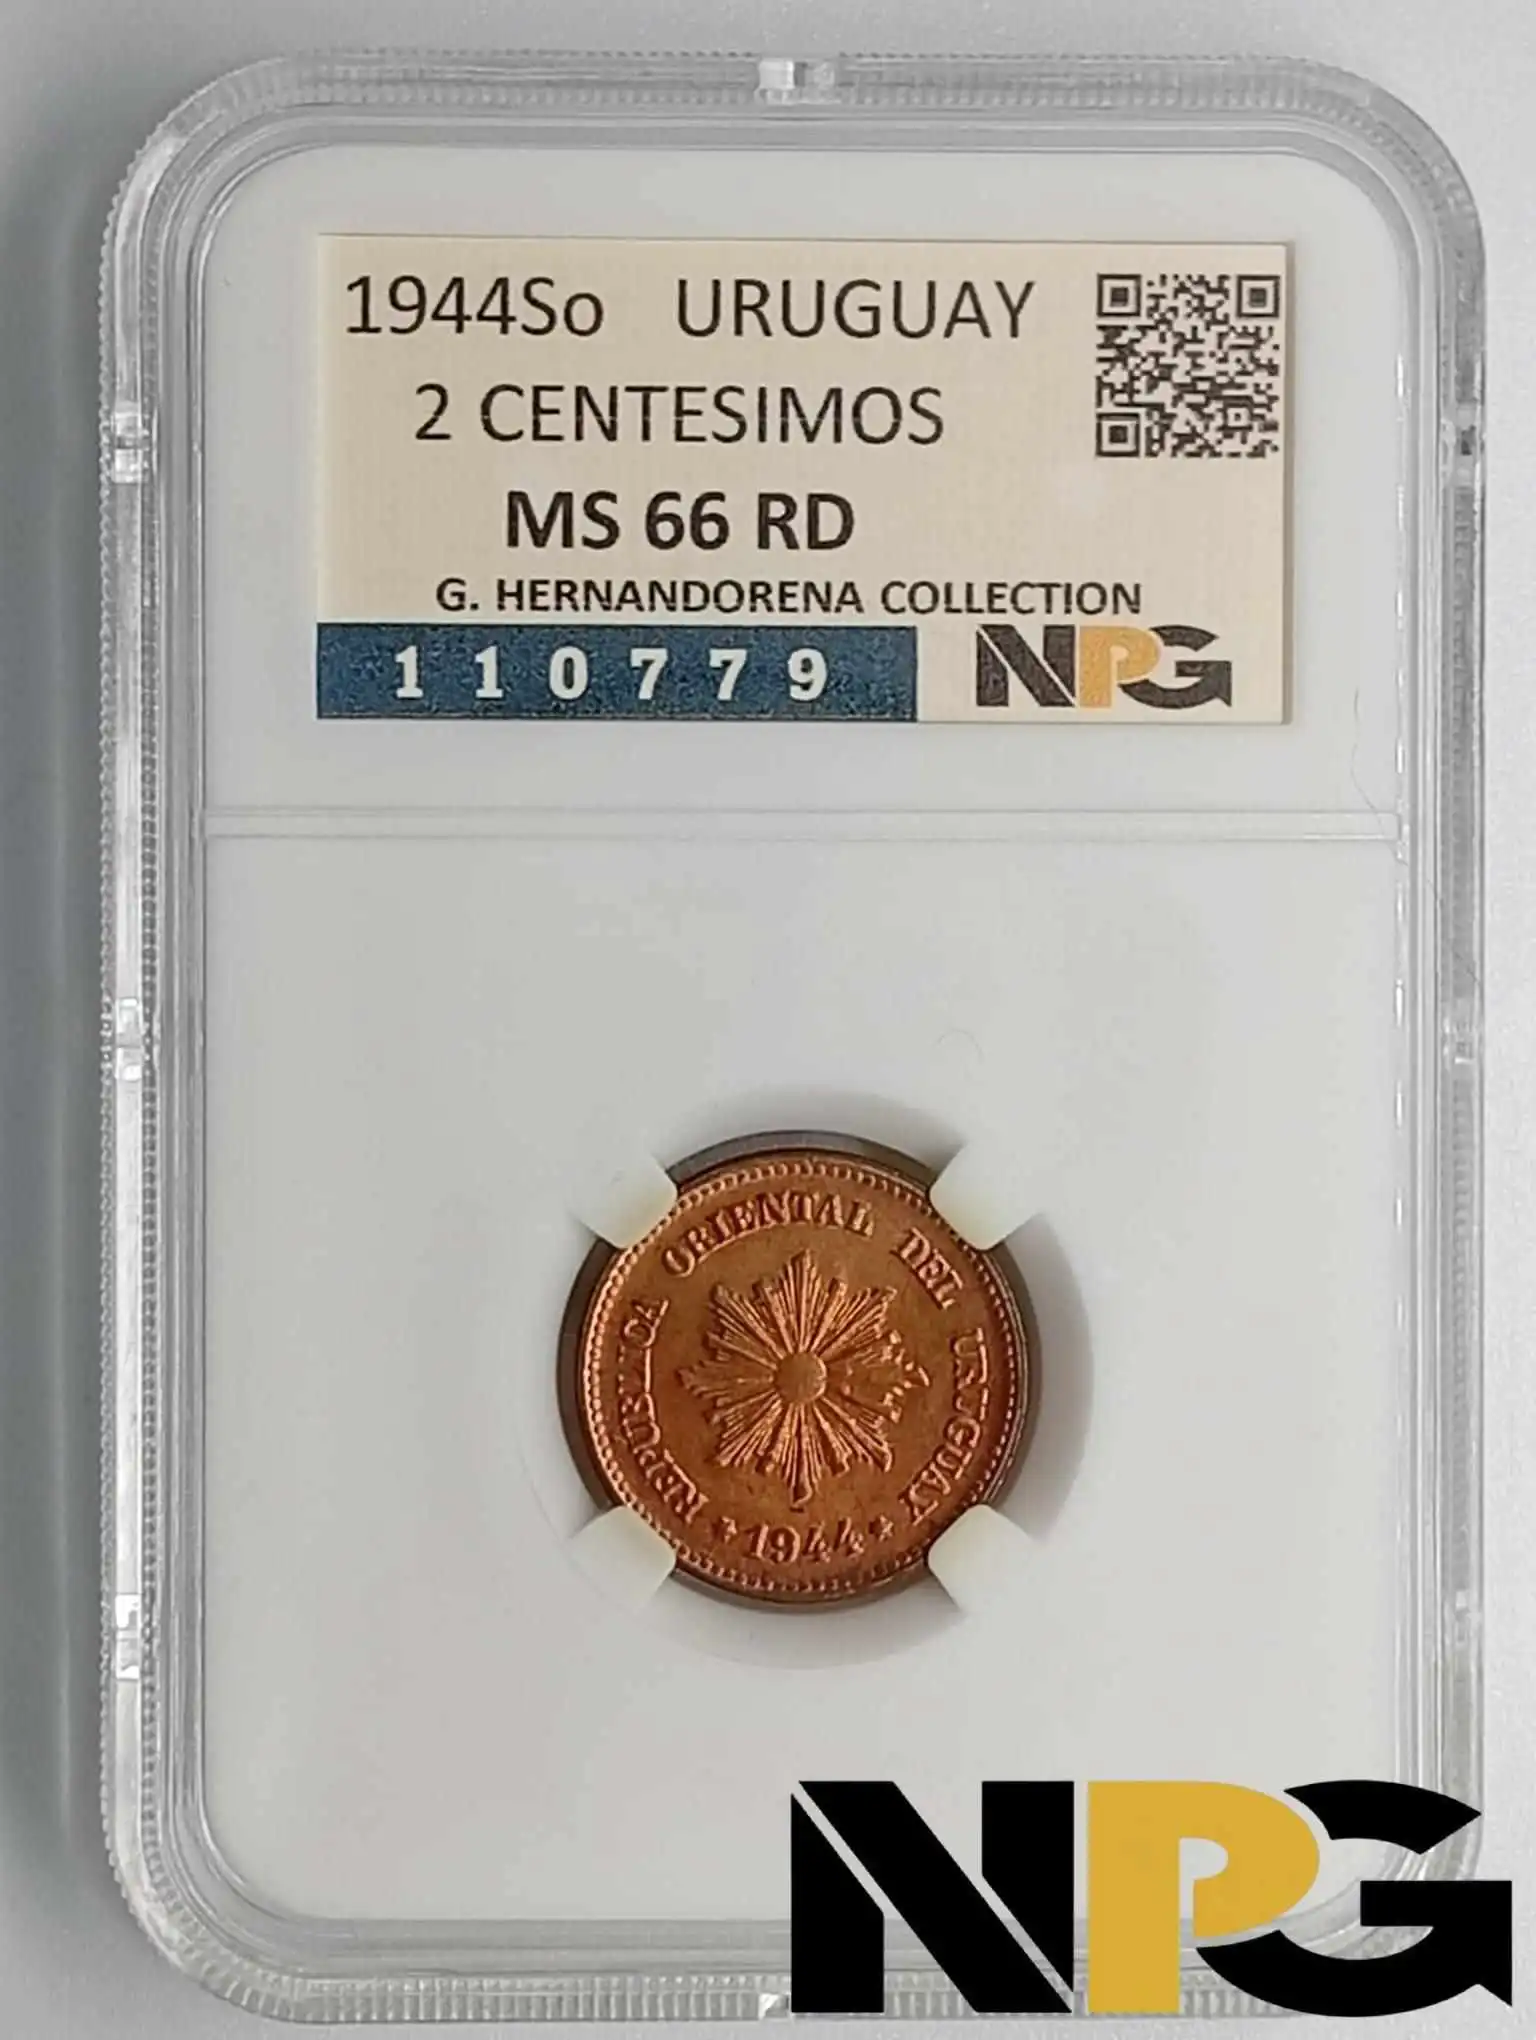 1944So URUGUAY
2 CENTESIMOS
MS 66 RD
G. HERNANDORENA COLLECTION
110779 NPG
REPUBLICA ORIENTAL DEL URUGUAY
1944
NPG